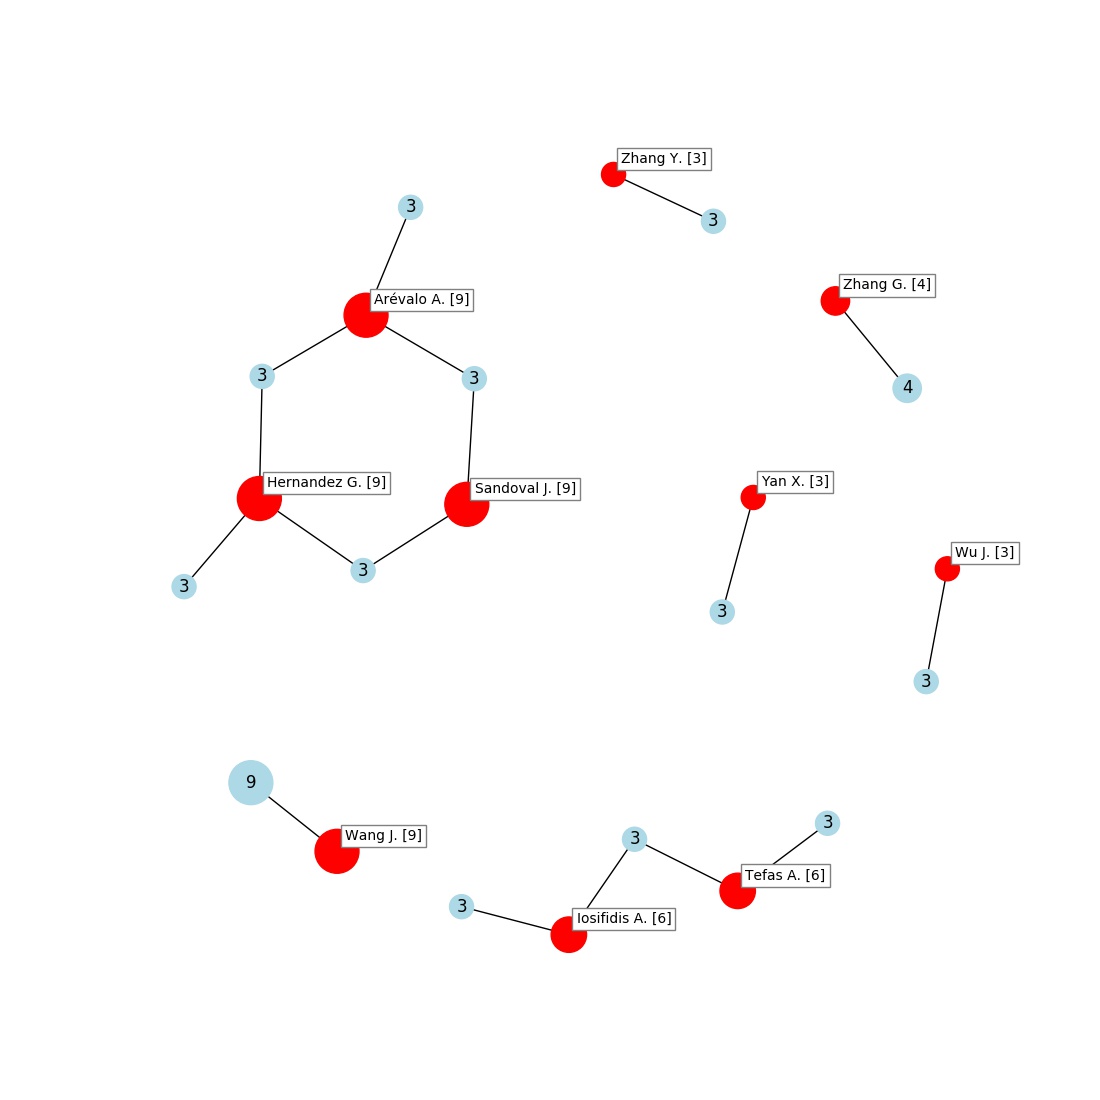 Zhang Y. [3]
3
3
Zhang G. [4]
Arévalo A. [9]
3
3
4
Hernandez G. [9]
Sandoval J. [9]
Yan X. [3]
Wu J. [3]
3
3
3
3
9
3
Wang J. [9]
3
Tefas A. [6]
3
Iosifidis A. [6]